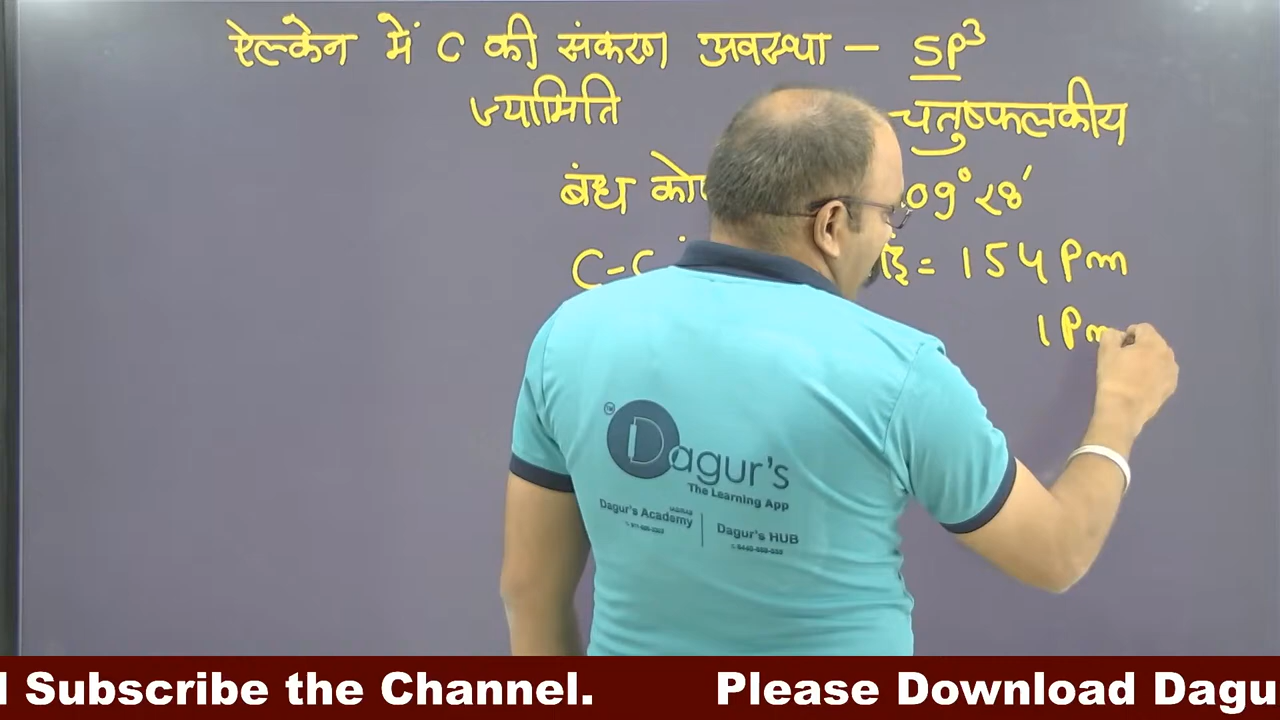 ऐल्केन में C की संकरण अवस्था – sp³
ज्यामिति चतुष्फलकीय
बंध 09° 28′
C-C = 154 Pm
1 Pm
Dagur's
The Learning App
Dagur's Academy
Dagur's HUB
Subscribe the Channel. Please Download Dagu